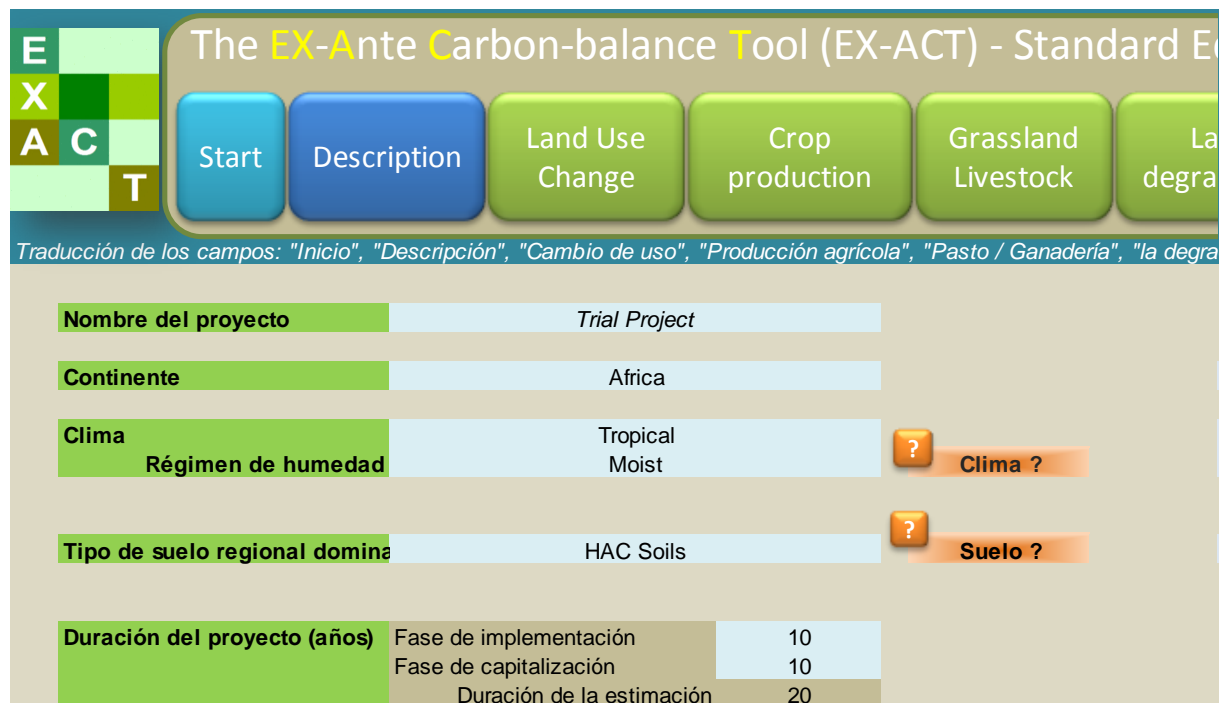 E
X
A C
T
The EX-Ante Carbon-balance Tool (EX-ACT) - Standard
Start
Description
Land Use
Change
Crop
production
Grassland
Livestock
Traducción de los campos: "Inicio", "Descripción", "Cambio de uso", "Producción agrícola", "Pasto / Ganadería", "la
Nombre del proyecto Trial Project
Continente Africa
Clima Tropical
Régimen de humedad Moist
? Clima ?
Tipo de suelo regional domina HAC Soils
? Suelo ?
Duración del proyecto (años) Fase de implementación 10
Fase de capitalización 10
Duración de la estimación 20